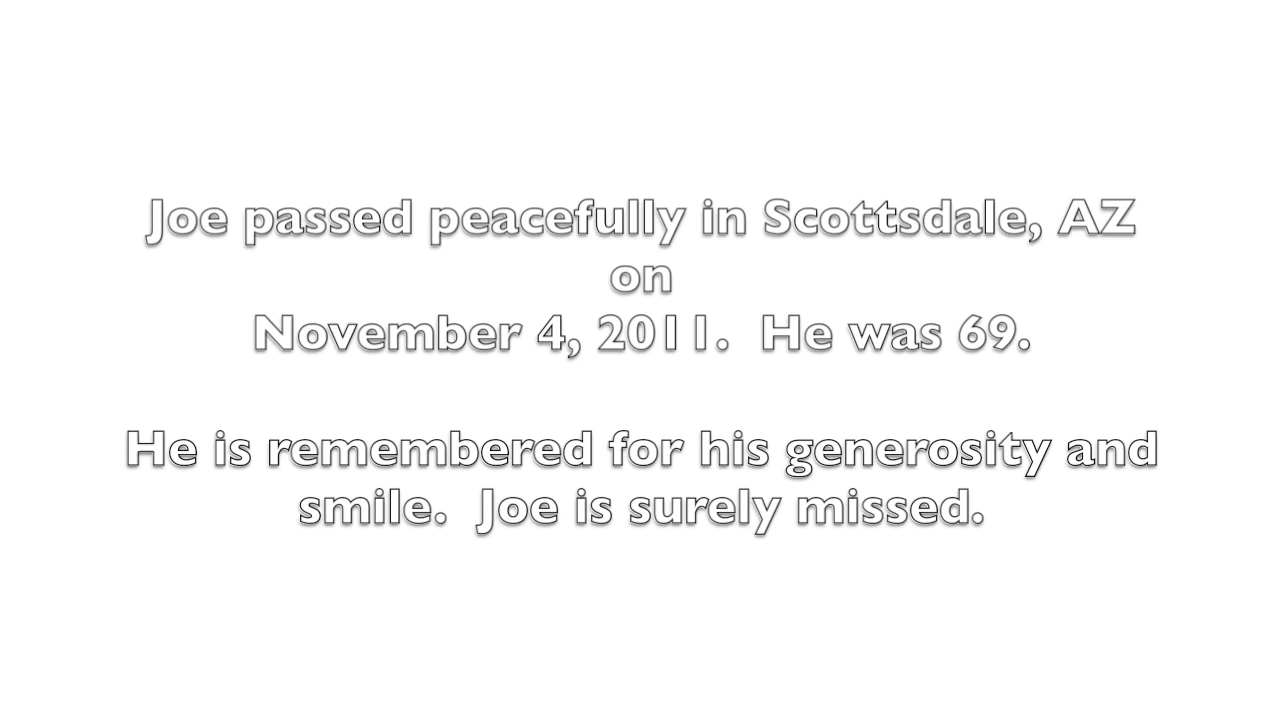 Joe passed peacefully in Scottsdale, AZ
on
November 4, 2011.  He was 69.
He is remembered for his generosity and
smile.  Joe is surely missed.